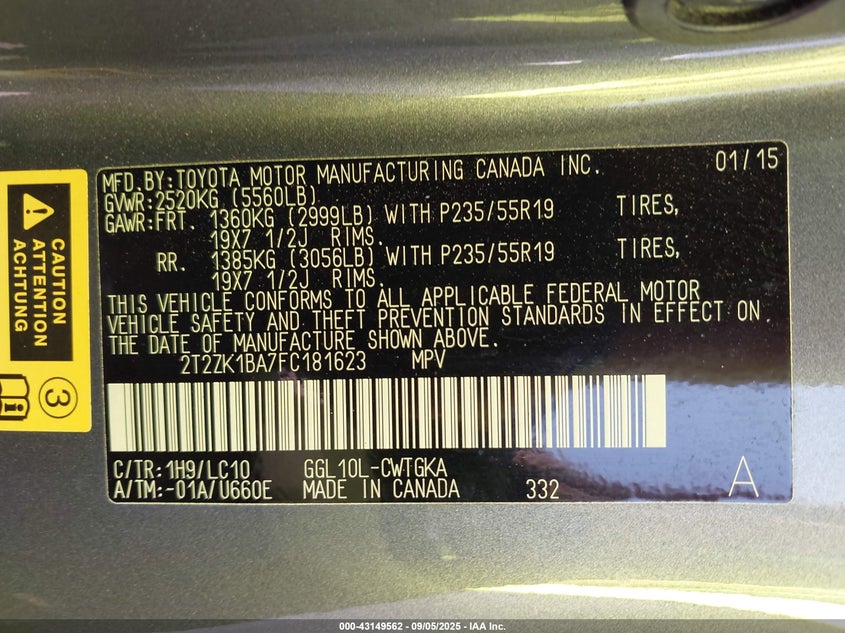 MFD.BY:TOYOTA MOTOR MANUFACTURING CANADA INC. 01/15
GVWR:2520KG (5560LB)
GAWR:FRT. 1360KG (2999LB) WITH P235/55R19 TIRES,
19X7 1/2J RIMS.
RR. 1385KG (3056LB) WITH P235/55R19 TIRES,
19X7 1/2J RIMS.
THIS VEHICLE CONFORMS TO ALL APPLICABLE FEDERAL MOTOR
VEHICLE SAFETY AND THEFT PREVENTION STANDARDS IN EFFECT ON
THE DATE OF MANUFACTURE SHOWN ABOVE.
2T2ZK1BA7FC181623 MPV
C/TR:1H9/LC10 GGL10L-CWTGKA
A/TM:-01A/U660E MADE IN CANADA 332 A
CAUTION
ATTENTION
ACHTUNG
3
000-43149562 - 09/05/2025 - IAA Inc.